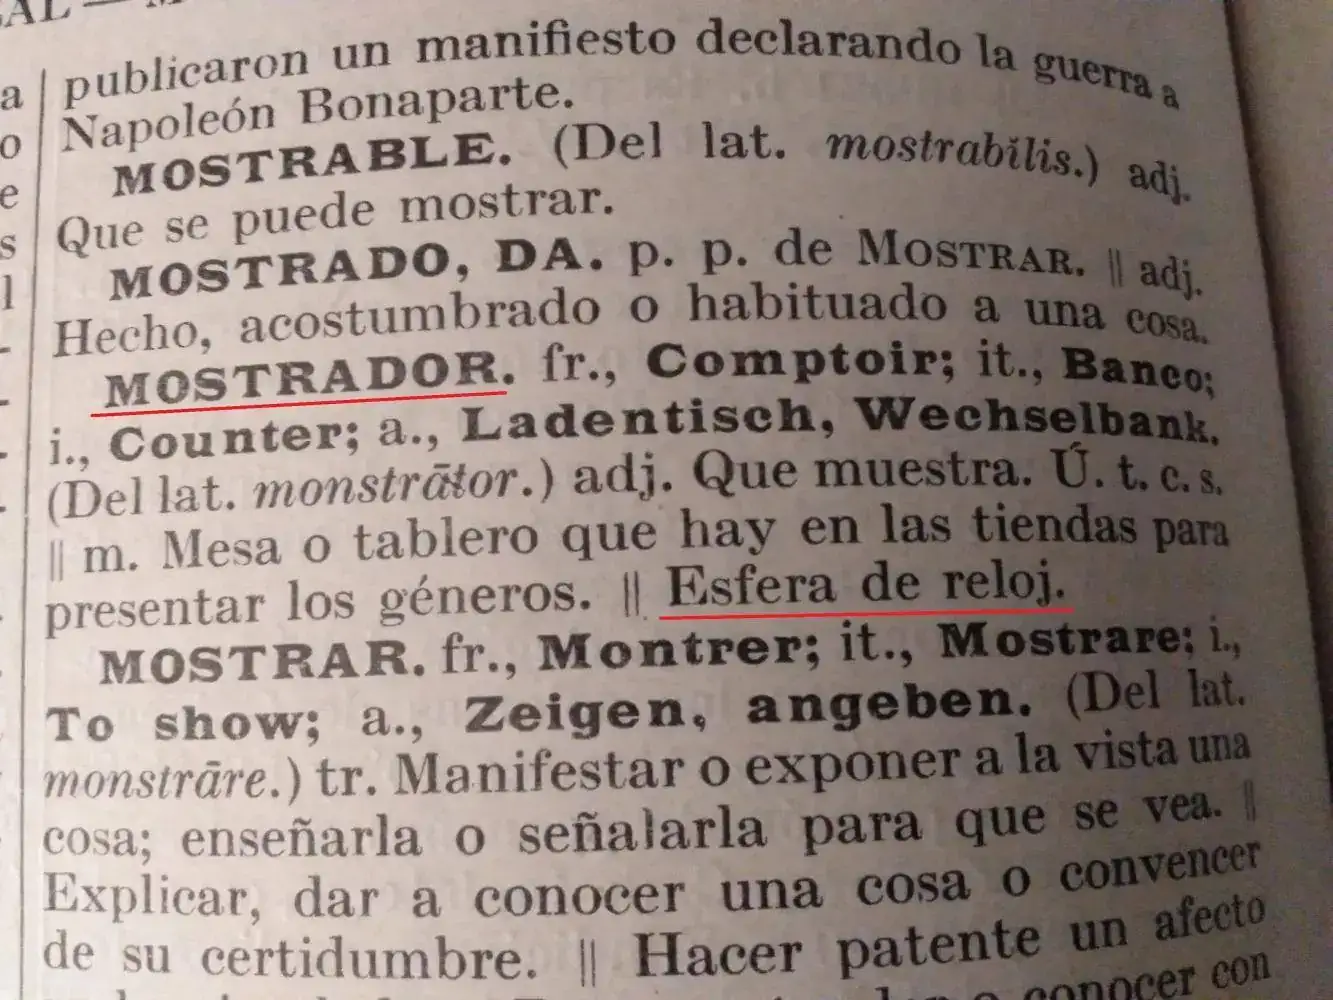 publicaron un manifiesto declarando la guerra a
Napoleón Bonaparte.
MOSTRABLE. (Del lat. mostrabĭlis.) adj.
Que se puede mostrar.
MOSTRADO, DA. p. p. de MOSTRAR. || adj.
Hecho, acostumbrado o habituado a una cosa.
MOSTRADOR. fr., Comptoir; it., Banco;
i., Counter; a., Ladentisch, Wechselbank.
(Del lat. monstrātor.) adj. Que muestra. Ú. t. c. s.
|| m. Mesa o tablero que hay en las tiendas para
presentar los géneros. || Esfera de reloj.
MOSTRAR. fr., Montrer; it., Mostrare; i.,
To show; a., Zeigen, angeben. (Del lat.
monstrāre.) tr. Manifestar o exponer a la vista una
cosa; enseñarla o señalarla para que se vea. ||
Explicar, dar a conocer una cosa o convencer
de su certidumbre. || Hacer patente un afecto
o conocer con